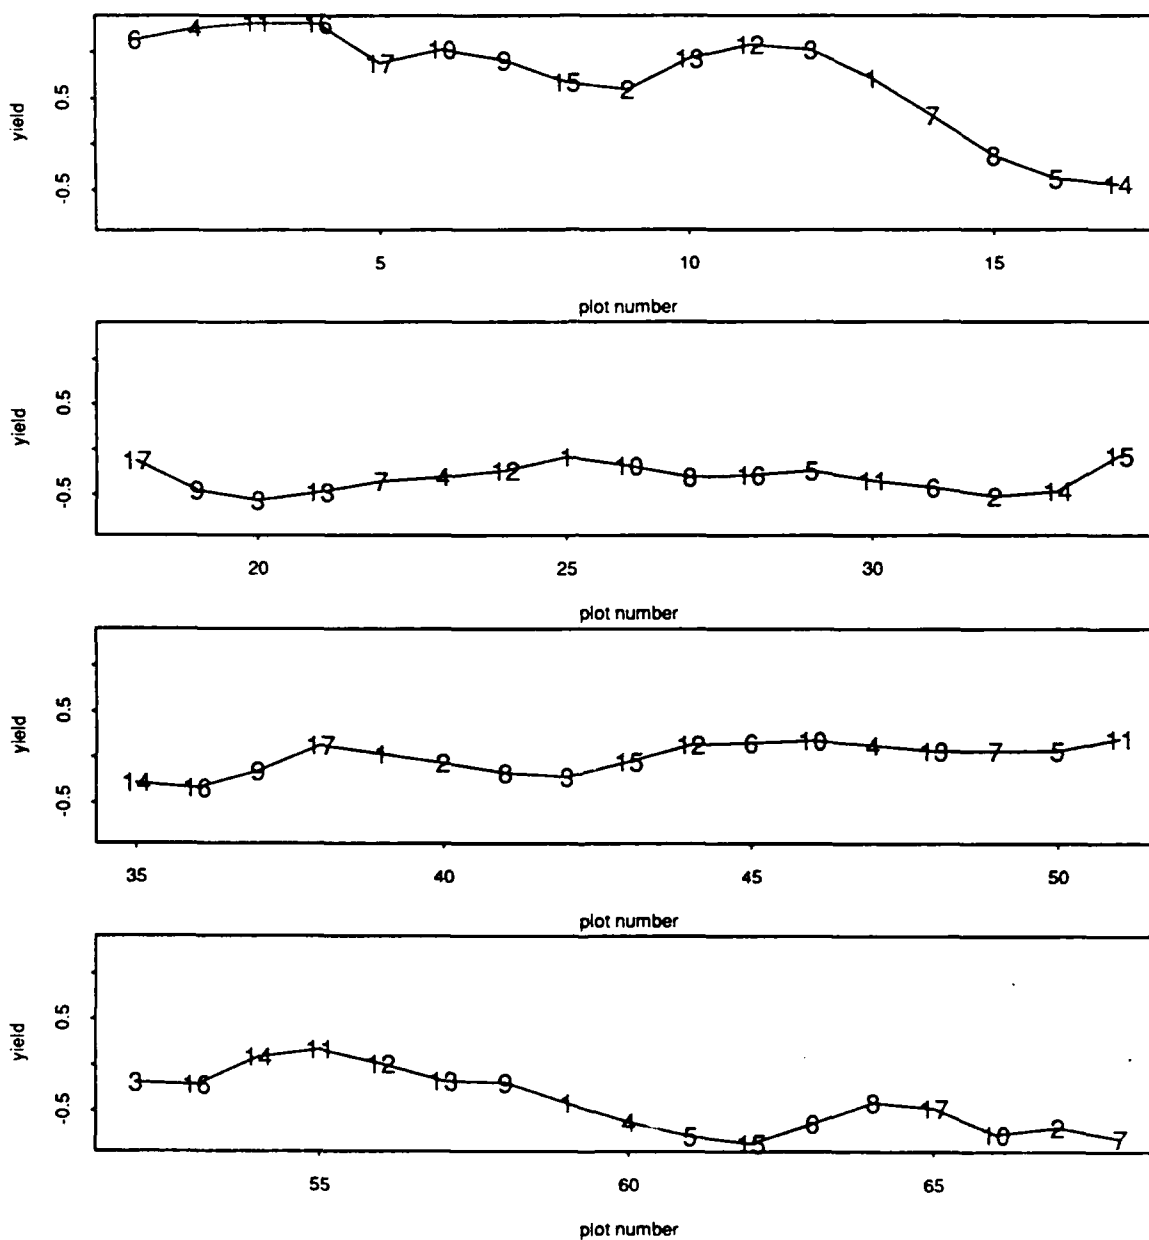 yield
0.5
-0.5
6 4 11 16 17 10 9 15 2 13 12 3 1 7 8 5 14
5 10 15
plot number
yield
0.5
-0.5
17 9 3 13 7 4 12 1 10 8 16 5 11 6 2 14 15
20 25 30
plot number
yield
0.5
-0.5
14 16 9 17 1 2 8 3 15 12 6 10 4 13 7 5 11
35 40 45 50
plot number
yield
0.5
-0.5
3 16 14 11 12 13 9 1 4 5 15 6 8 17 10 2 7
55 60 65
plot number